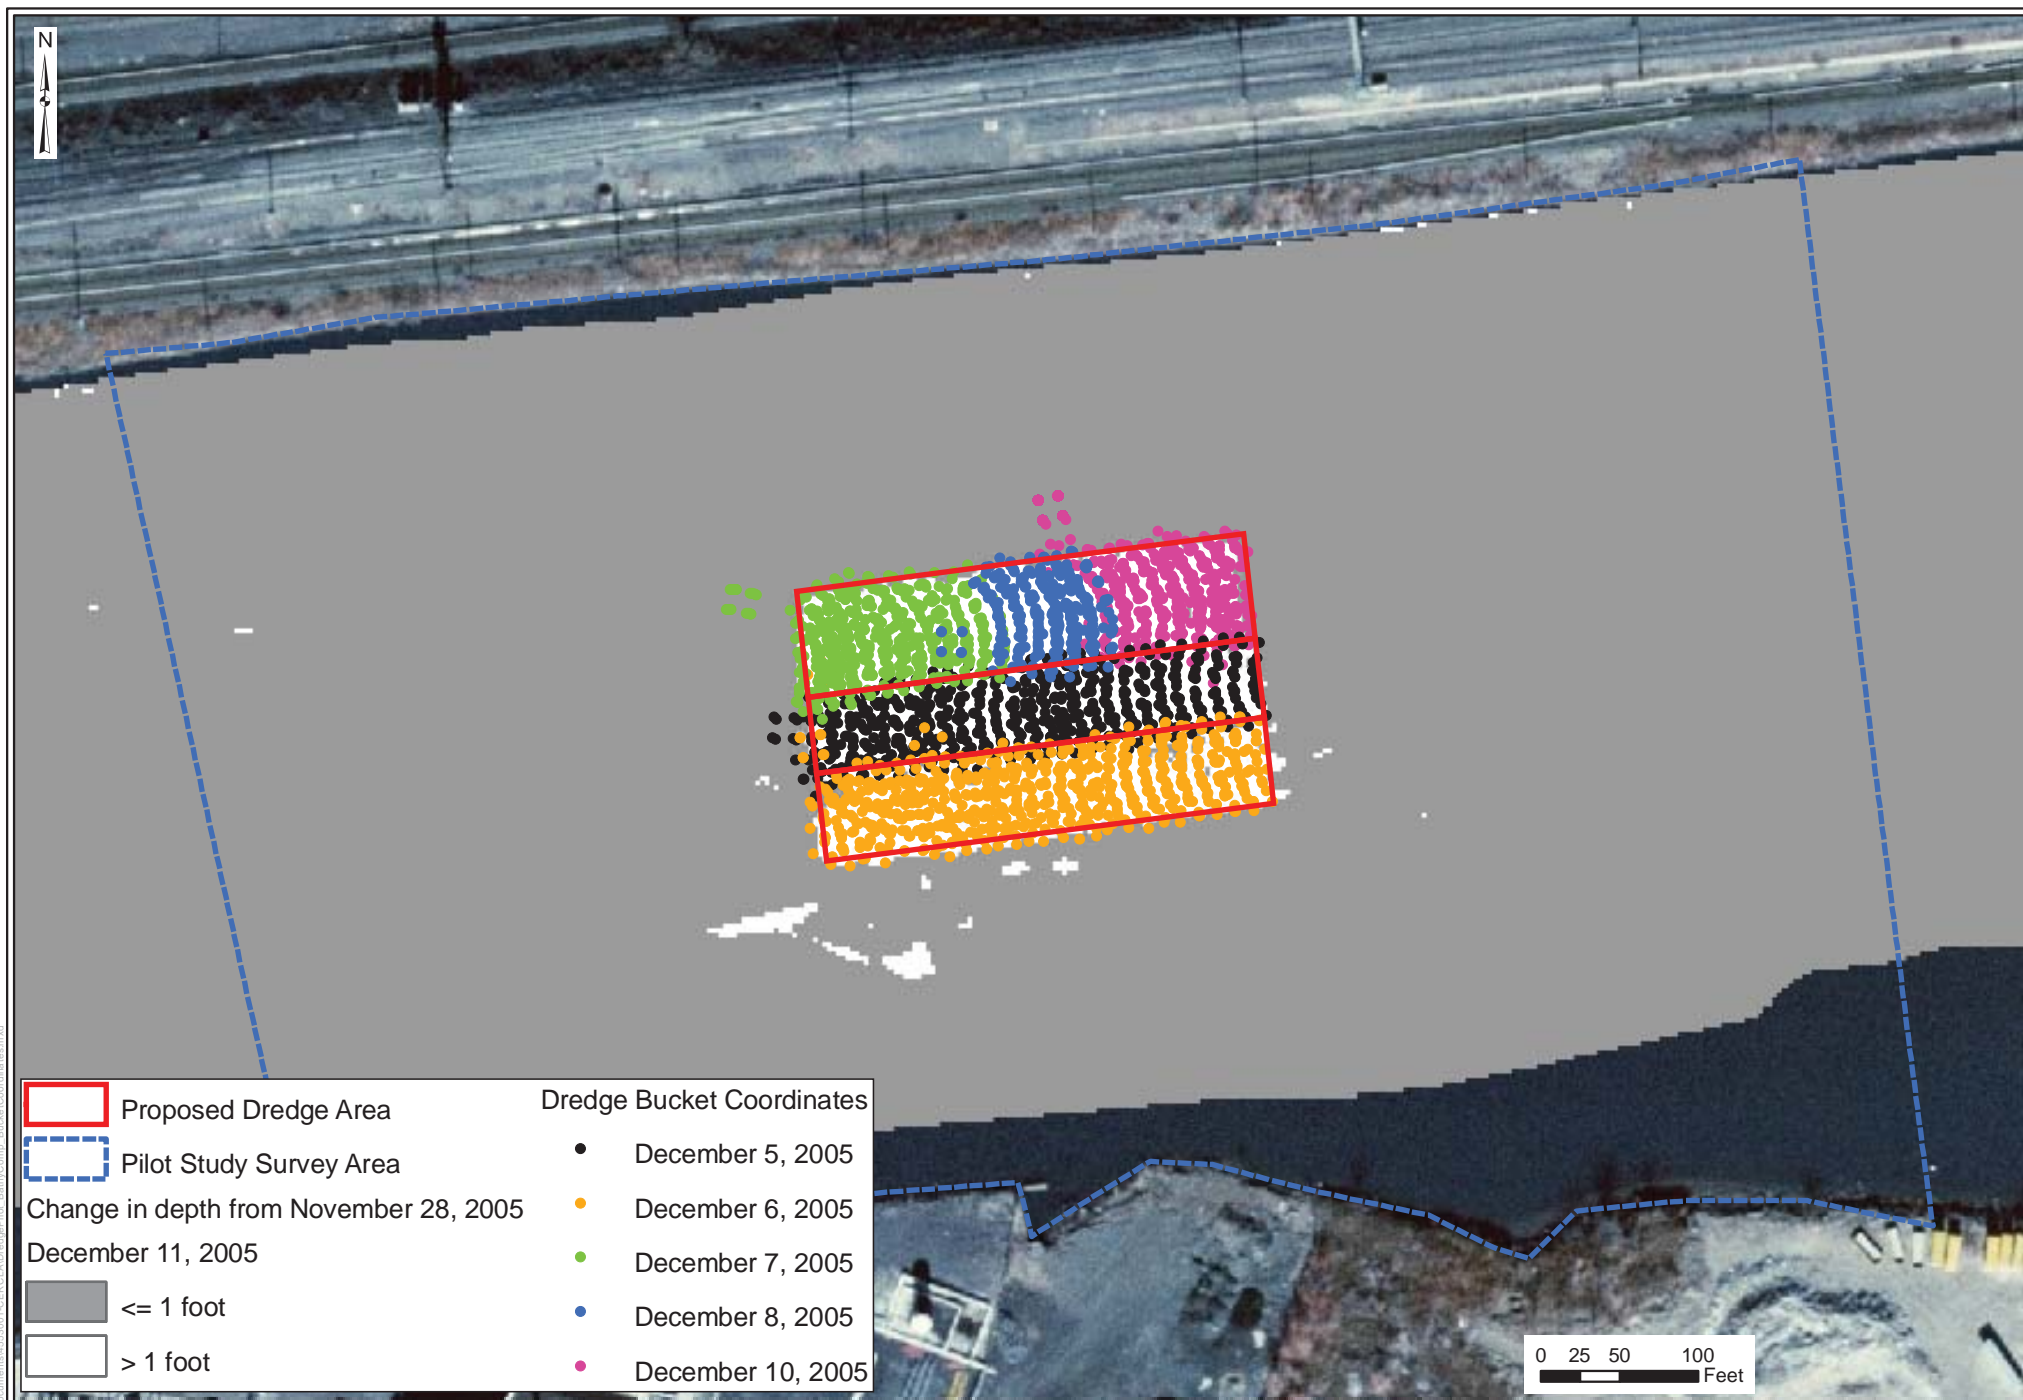 N
Proposed Dredge Area
Pilot Study Survey Area
Change in depth from November 28, 2005
December 11, 2005
<= 1 foot
> 1 foot
Dredge Bucket Coordinates
December 5, 2005
December 6, 2005
December 7, 2005
December 8, 2005
December 10, 2005
0 25 50 100
Feet